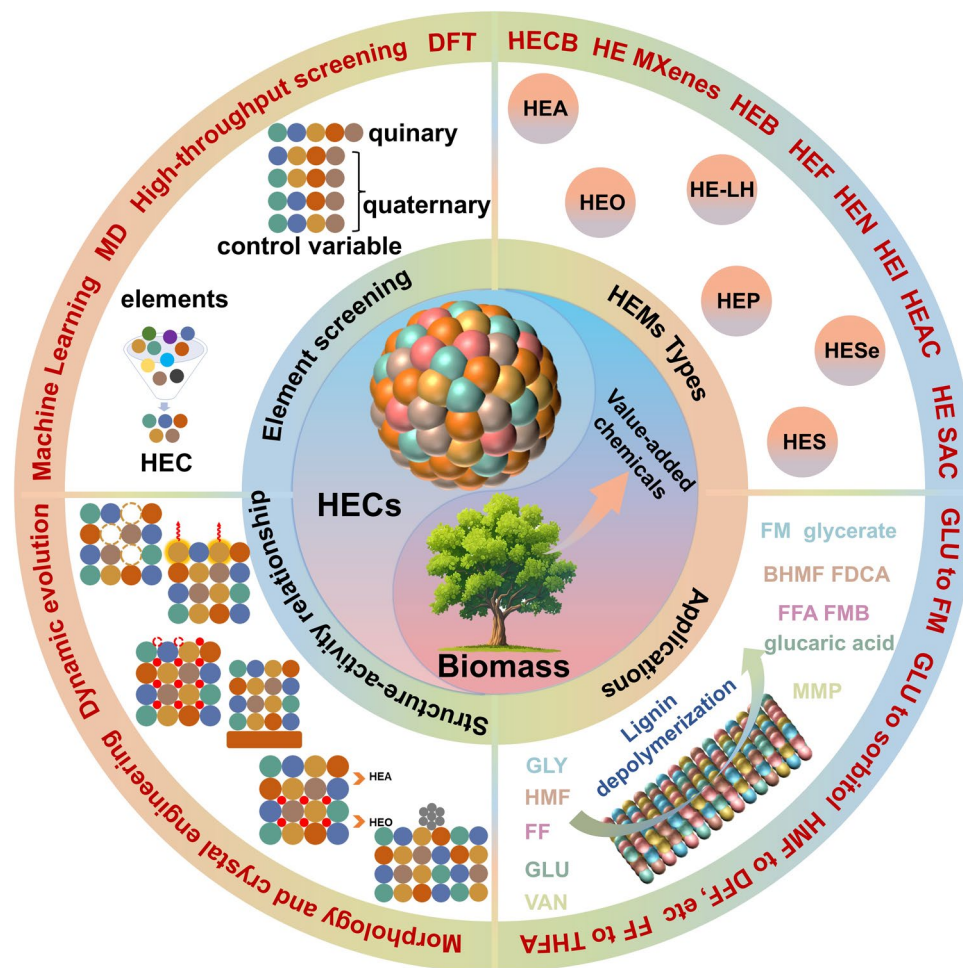 High-throughput screening DFT
HECB HE MXenes HEB HEF HEN HEI HEAC HE SAC
Machine Learning MD
quinary
quaternary
control variable
elements
HEC
HEA
HEO
HE-LH
HEP
HESe
HES
Element screening
HEMs Types
HECs
Value-added
chemicals
Biomass
Structure-activity relationship
Applications
Dynamic evolution
Morphology and crystal engineering
HEA
HEO
FM glycerate
BHMF FDCA
FFA FMB
glucaric acid
MMP
Lignin
depolymerization
GLY
HMF
FF
GLU
VAN
GLU to FM GLU to sorbitol HMF to DFF, etc FF to THFA